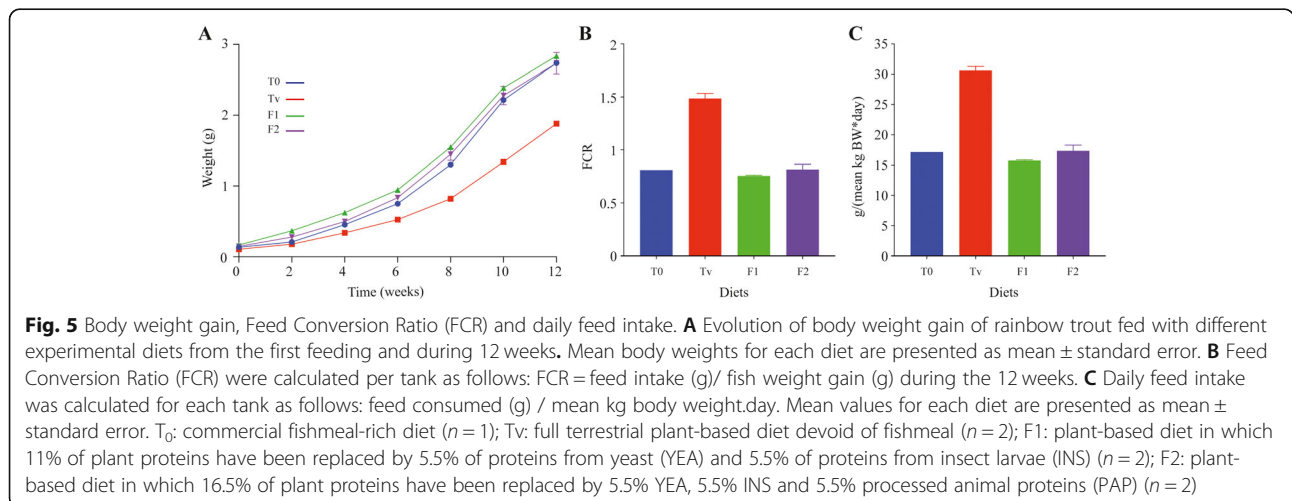 A
B
C
3
2
1
0
Weight (g)
T0
Tv
F1
F2
0 2 4 6 8 10 12
Time (weeks)
2
1.5
1
0.5
0
FCR
T0 Tv F1 F2
Diets
35
30
25
20
15
10
5
0
g/(mean kg BW*day)
T0 Tv F1 F2
Diets
Fig. 5 Body weight gain, Feed Conversion Ratio (FCR) and daily feed intake. A Evolution of body weight gain of rainbow trout fed with different
experimental diets from the first feeding and during 12 weeks. Mean body weights for each diet are presented as mean ± standard error. B Feed
Conversion Ratio (FCR) were calculated per tank as follows: FCR = feed intake (g)/ fish weight gain (g) during the 12 weeks. C Daily feed intake
was calculated for each tank as follows: feed consumed (g) / mean kg body weight.day. Mean values for each diet are presented as mean ±
standard error. T₀: commercial fishmeal-rich diet (n = 1); Tv: full terrestrial plant-based diet devoid of fishmeal (n = 2); F1: plant-based diet in which
11% of plant proteins have been replaced by 5.5% of proteins from yeast (YEA) and 5.5% of proteins from insect larvae (INS) (n = 2); F2: plant-
based diet in which 16.5% of plant proteins have been replaced by 5.5% YEA, 5.5% INS and 5.5% processed animal proteins (PAP) (n = 2)